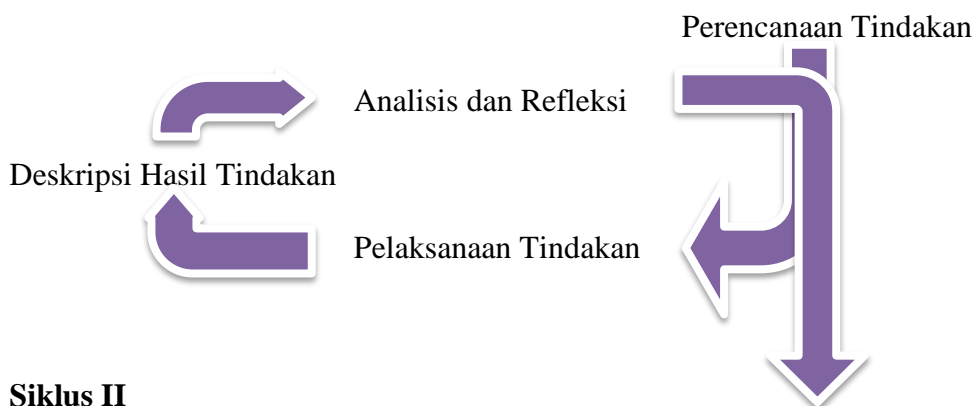 Perencanaan Tindakan
Analisis dan Refleksi
Deskripsi Hasil Tindakan
Pelaksanaan Tindakan
Siklus II